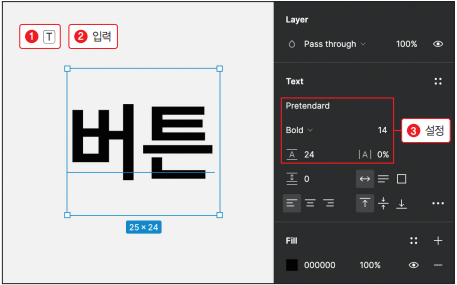 1 T 2 입력
버튼
25 × 24
Layer
Pass through 100%
Text
Pretendard
Bold 14
3 설정
A 24 |A| 0%
0
Fill
000000 100%